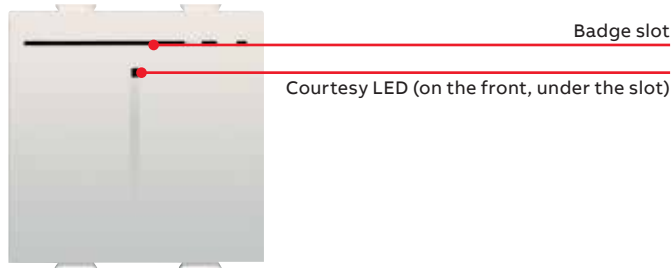 Badge slot
Courtesy LED (on the front, under the slot)